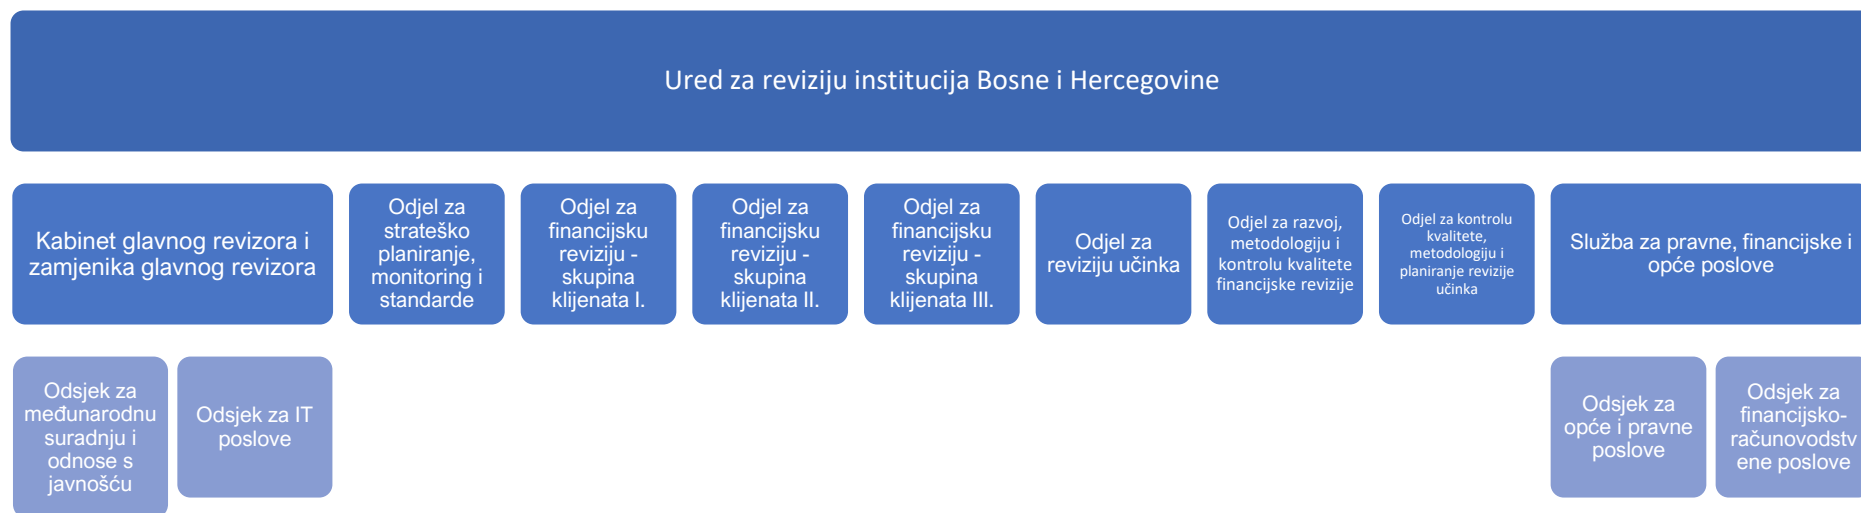 Ured za reviziju institucija Bosne i Hercegovine
Kabinet glavnog revizora i
zamjenika glavnog revizora
Odjel za
strateško
planiranje,
monitoring i
standarde
Odjel za
financijsku
reviziju -
skupina
klijenata I.
Odjel za
financijsku
reviziju -
skupina
klijenata II.
Odjel za
financijsku
reviziju -
skupina
klijenata III.
Odjel za
reviziju učinka
Odjel za razvoj,
metodologiju i
kontrolu kvalitete
financijske revizije
Odjel za kontrolu
kvalitete,
metodologiju i
planiranje revizije
učinka
Služba za pravne, financijske i
opće poslove
Odsjek za
međunarodnu
suradnju i
odnose s
javnošću
Odsjek za IT
poslove
Odsjek za
opće i pravne
poslove
Odsjek za
financijsko-
računovodstv
ene poslove